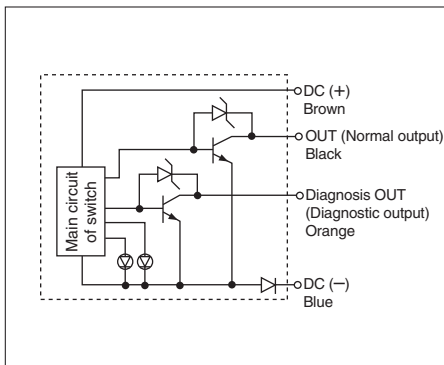 DC (+)
Brown
OUT (Normal output)
Black
Main circuit
of switch
Diagnosis OUT
(Diagnostic output)
Orange
DC (−)
Blue